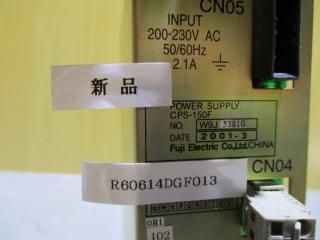 CN05
INPUT
200-230V AC
50/60Hz
2.1A
新品
POWER SUPPLY
CPS-150F
NO W9J 53810
DATE 2001-3
Fuji Electric Co.,Ltd. CHINA
CN04
R60614DGF013
102